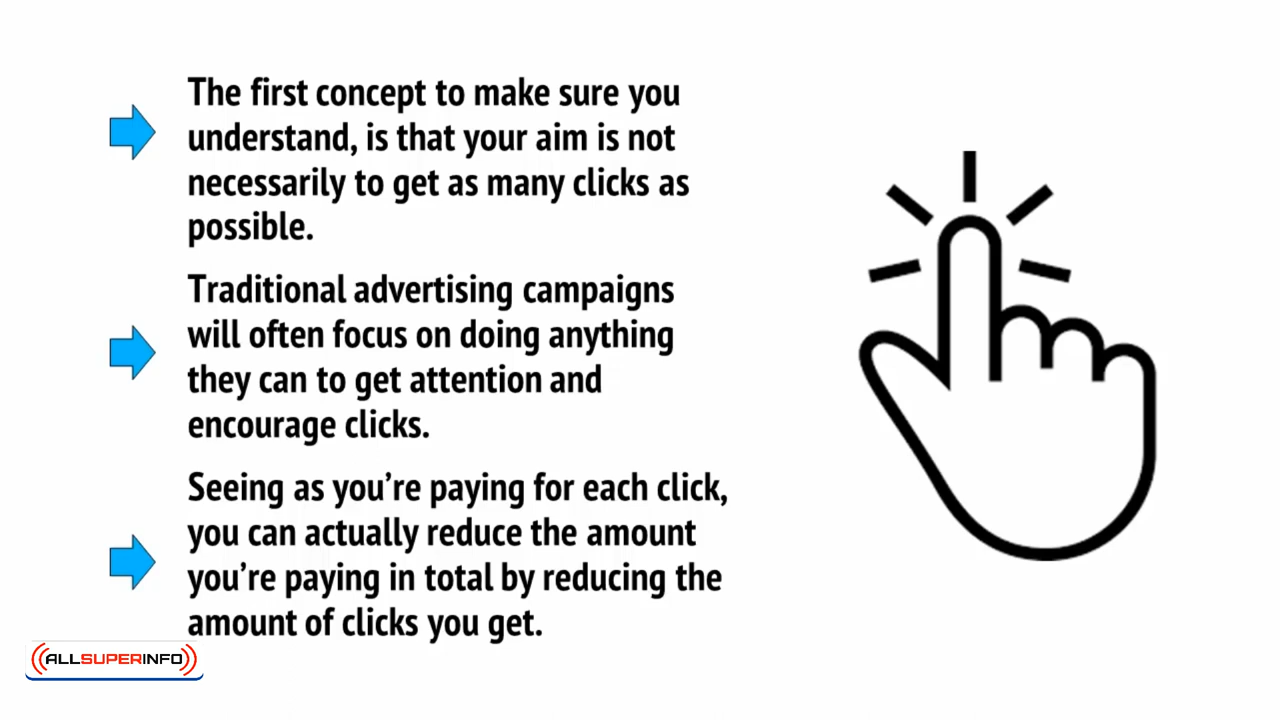 The first concept to make sure you
understand, is that your aim is not
necessarily to get as many clicks as
possible.
Traditional advertising campaigns
will often focus on doing anything
they can to get attention and
encourage clicks.
Seeing as you’re paying for each click,
you can actually reduce the amount
you’re paying in total by reducing the
amount of clicks you get.
ALLSUPERINFO